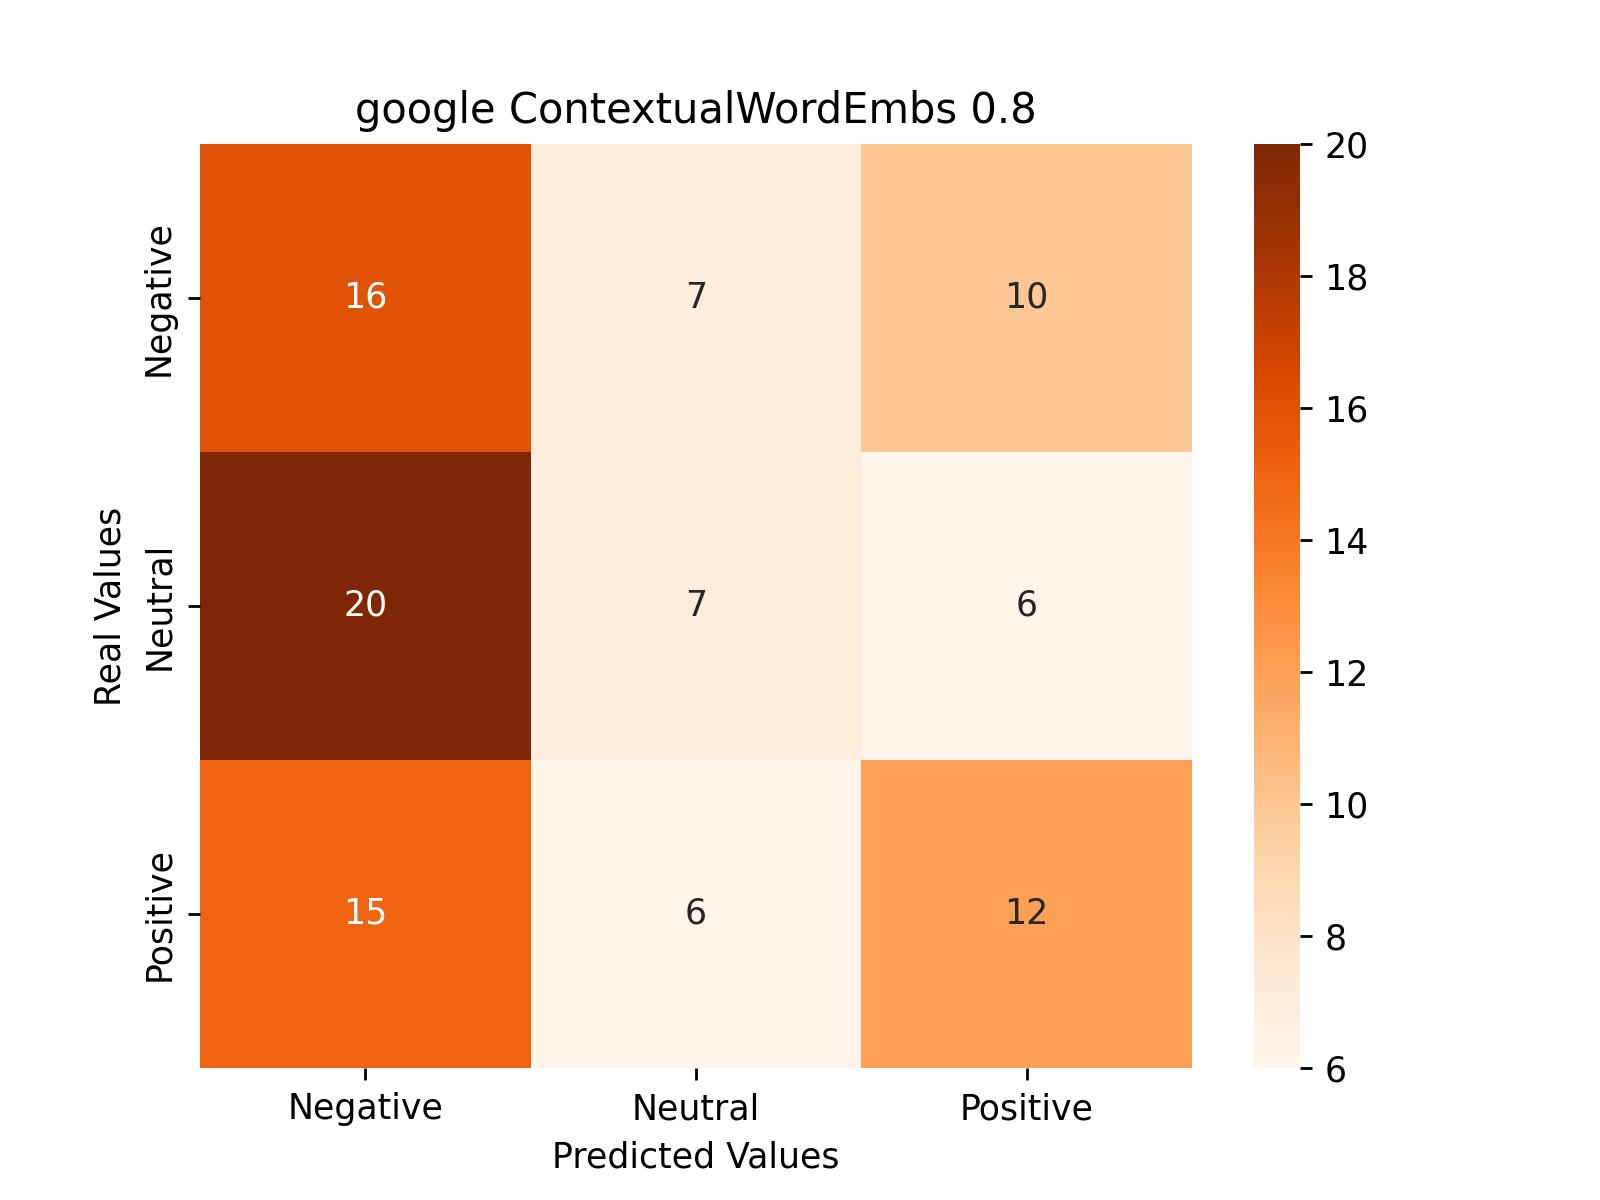 google ContextualWordEmbs 0.8
Real Values
Negative
16 7 10
Neutral
20 7 6
Positive
15 6 12
Negative Neutral Positive
Predicted Values
20
18
16
14
12
10
8
6